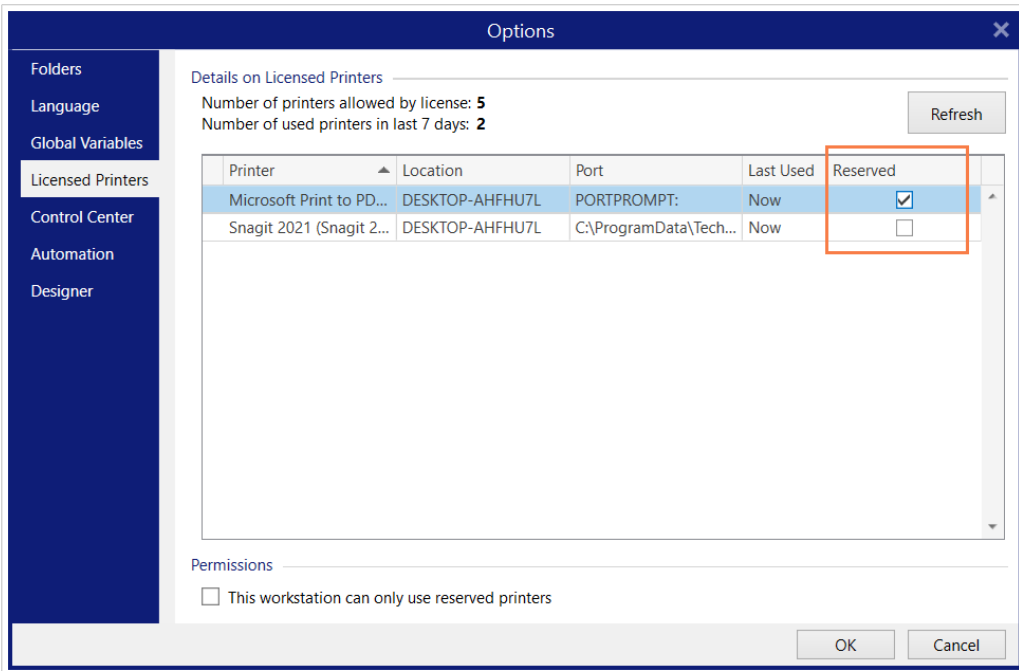 Options
Folders
Language
Global Variables
Licensed Printers
Control Center
Automation
Designer
Details on Licensed Printers
Number of printers allowed by license: 5
Number of used printers in last 7 days: 2
Refresh
Printer Location Port Last Used Reserved
Microsoft Print to PD... DESKTOP-AHFHU7L PORTPROMPT: Now
Snagit 2021 (Snagit 2... DESKTOP-AHFHU7L C:\ProgramData\Tech... Now
Permissions
This workstation can only use reserved printers
OK Cancel